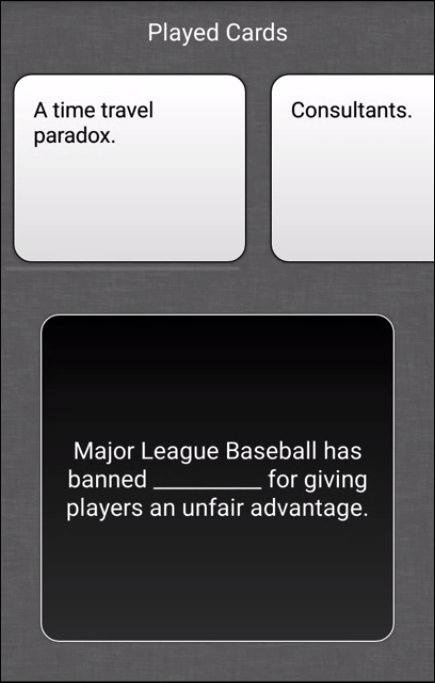 Played Cards
A time travel
paradox.
Consultants.
Major League Baseball has
banned _________ for giving
players an unfair advantage.